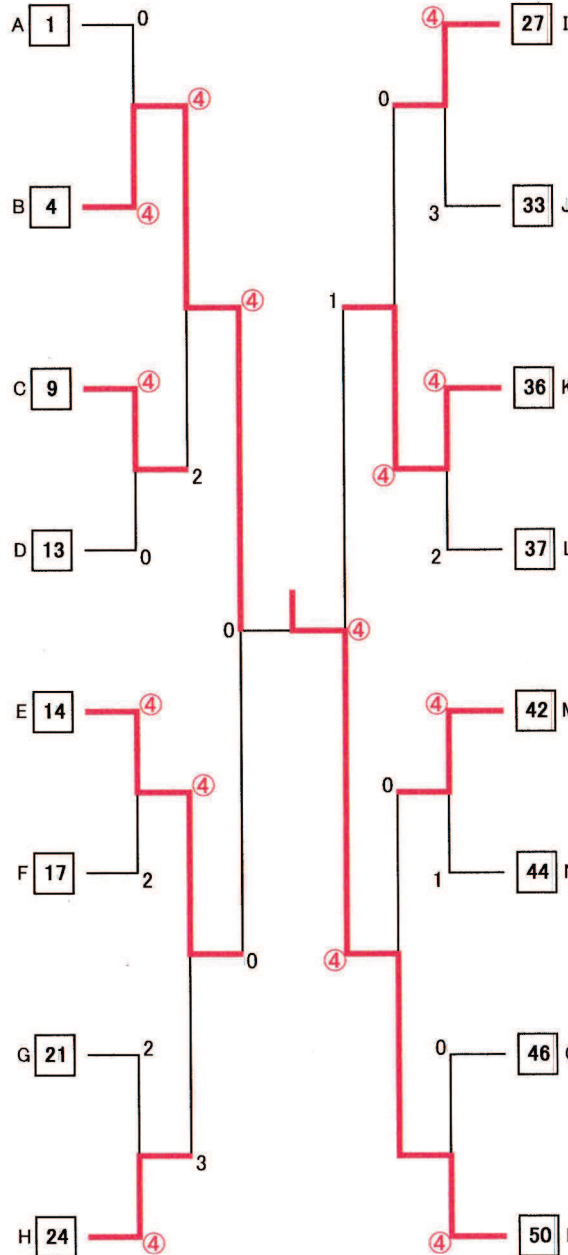 A 1 0 ④ 27 I
0 ④
B 4 ④ 3 33 J
④ 1
C 9 ④ ④ 36 K
2 ④
D 13 0 2 37 L
0 ④
E 14 ④ ④ 42 M
④ 0
F 17 2 1 44 N
0 ④
G 21 2 0 46
3
H 24 ④ ④ 50